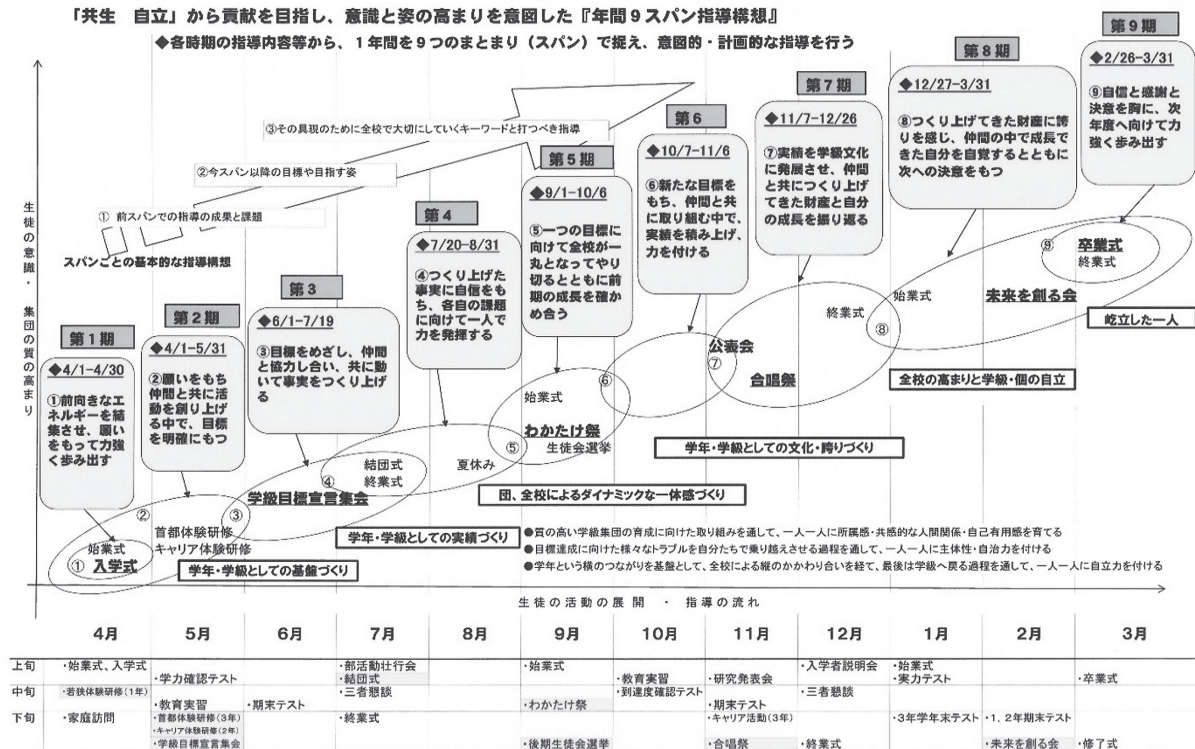 「共生　自立」から貢献を目指し、意識と姿の高まりを意図した『年間９スパン指導構想』
◆各時期の指導内容等から、１年間を９つのまとまり（スパン）で捉え、意図的・計画的な指導を行う
生徒の意識・　集団の質の高まり
③その具現のために全校で大切にしていくキーワードと打つべき指導
②今スパン以降の目標や目指す姿
①　前スパンでの指導の成果と課題
スパンごとの基本的な指導構想
第１期
◆4/1-4/30
①前向きなエ
ネルギーを結
集させ、願い
をもって力強
く歩み出す
第２期
◆4/1-5/31
②願いをもち
仲間と共に活
動を創り上げ
る中で、目標
を明確にもつ
第３
◆6/1-7/19
③目標をめざし、仲間
と協力し合い、共に動
いて事実をつくり上げ
る
第４
◆7/20-8/31
④つくり上げた
事実に自信をも
ち、各自の課題
に向けて一人で
力を発揮する
第５期
◆9/1-10/6
⑤一つの目標に
向けて全校が一
丸となってやり
切るとともに前
期の成長を確か
め合う
第６
◆10/7-11/6
⑥新たな目標を
もち、仲間と共
に取り組む中で、
実績を積み上げ、
力を付ける
第７期
◆11/7-12/26
⑦実績を学級文化
に発展させ、仲間
と共につくり上げ
てきた財産と自分
の成長を振り返る
第８期
◆12/27-3/31
⑧つくり上げてきた財産に誇
りを感じ、仲間の中で成長で
きた自分を自覚するとともに
次への決意をもつ
第９期
◆2/26-3/31
⑨自信と感謝と
決意を胸に、次
年度へ向けて力
強く歩み出す
①
始業式
入学式
②
首都体験研修
キャリア体験研修
③
学級目標宣言集会
④
結団式
終業式
夏休み
⑤
始業式
わかたけ祭
生徒会選挙
⑥
公表会
⑦
合唱祭
終業式
⑧
始業式
未来を創る会
⑨
卒業式
終業式
学年・学級としての基盤づくり
学年・学級としての実績づくり
団、全校によるダイナミックな一体感づくり
学年・学級としての文化・誇りづくり
全校の高まりと学級・個の自立
屹立した一人
●質の高い学級集団の育成に向けた取り組みを通して、一人一人に所属感・共感的な人間関係・自己有用感を育てる
●目標達成に向けた様々なトラブルを自分たちで乗り越えさせる過程を通して、一人一人に主体性・自治力を付ける
●学年という横のつながりを基盤として、全校による縦のかかわり合いを経て、最後は学級へ戻る過程を通して、一人一人に自立力を付ける
生徒の活動の展開　・　指導の流れ
4月 5月 6月 7月 8月 9月 10月 11月 12月 1月 2月 3月
上旬 ・始業式、入学式 ・部活動壮行会 ・始業式 ・入学者説明会 ・始業式
・学力確認テスト ・結団式 ・教育実習 ・研究発表会 ・実力テスト ・卒業式
中旬 ・若狭体験研修（１年） ・三者懇談 ・到達度確認テスト ・三者懇談
・教育実習 ・期末テスト ・わかたけ祭 ・期末テスト
下旬 ・家庭訪問 ・首都体験研修（３年） ・終業式 ・キャリア活動（３年） ・３年学年末テスト ・１，２年期末テスト
・キャリア体験研修（２年）
・学級目標宣言集会 ・後期生徒会選挙 ・合唱祭 ・終業式 ・未来を創る会 ・修了式